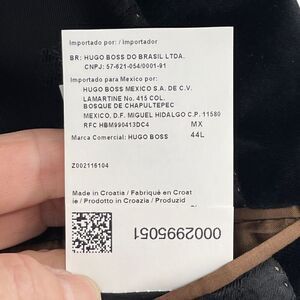 Importado por: / Importador
BR: HUGO BOSS DO BRASIL LTDA.
CNPJ: 57-621-054/0001-91
Importado para Mexico por:
HUGO BOSS MEXICO S.A. DE C.V.
LAMARTINE No. 415 COL.
BOSQUE DE CHAPULTEPEC
MEXICO, D.F. MIGUEL HIDALGO C.P. 11580
RFC HBM990413DC4 MX
Marca Comercial: HUGO BOSS 44L
Z002116104
Made in Croatia / Fabriqué en Croat
ie / Prodotto in Croazia / Produzid
0002995051